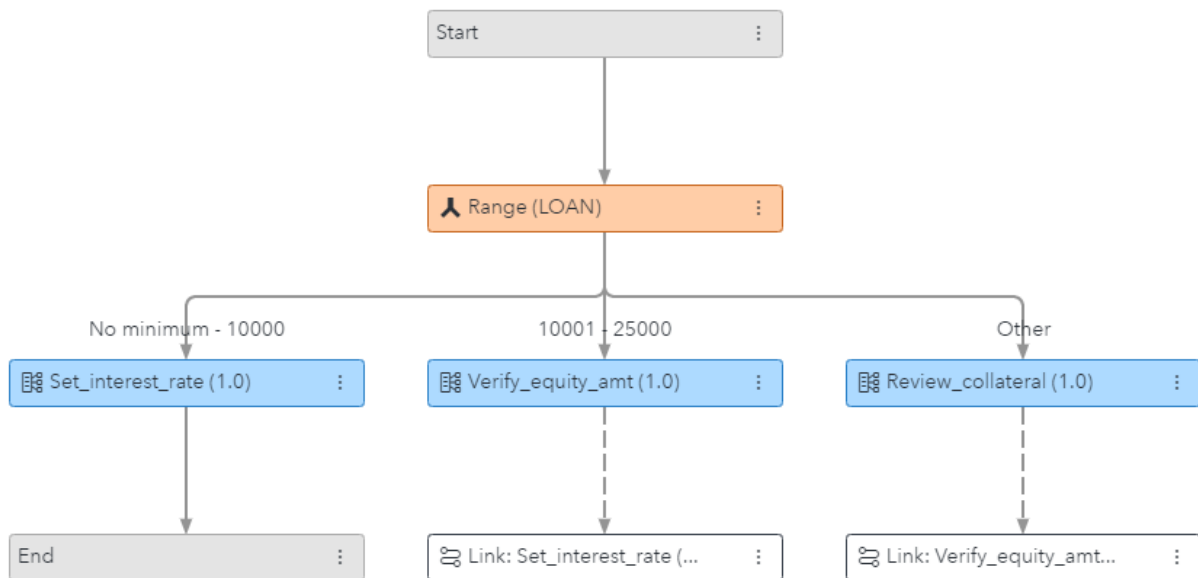 Start
Range (LOAN)
No minimum - 10000
10001 - 25000
Other
Set_interest_rate (1.0)
Verify_equity_amt (1.0)
Review_collateral (1.0)
End
Link: Set_interest_rate (...
Link: Verify_equity_amt...